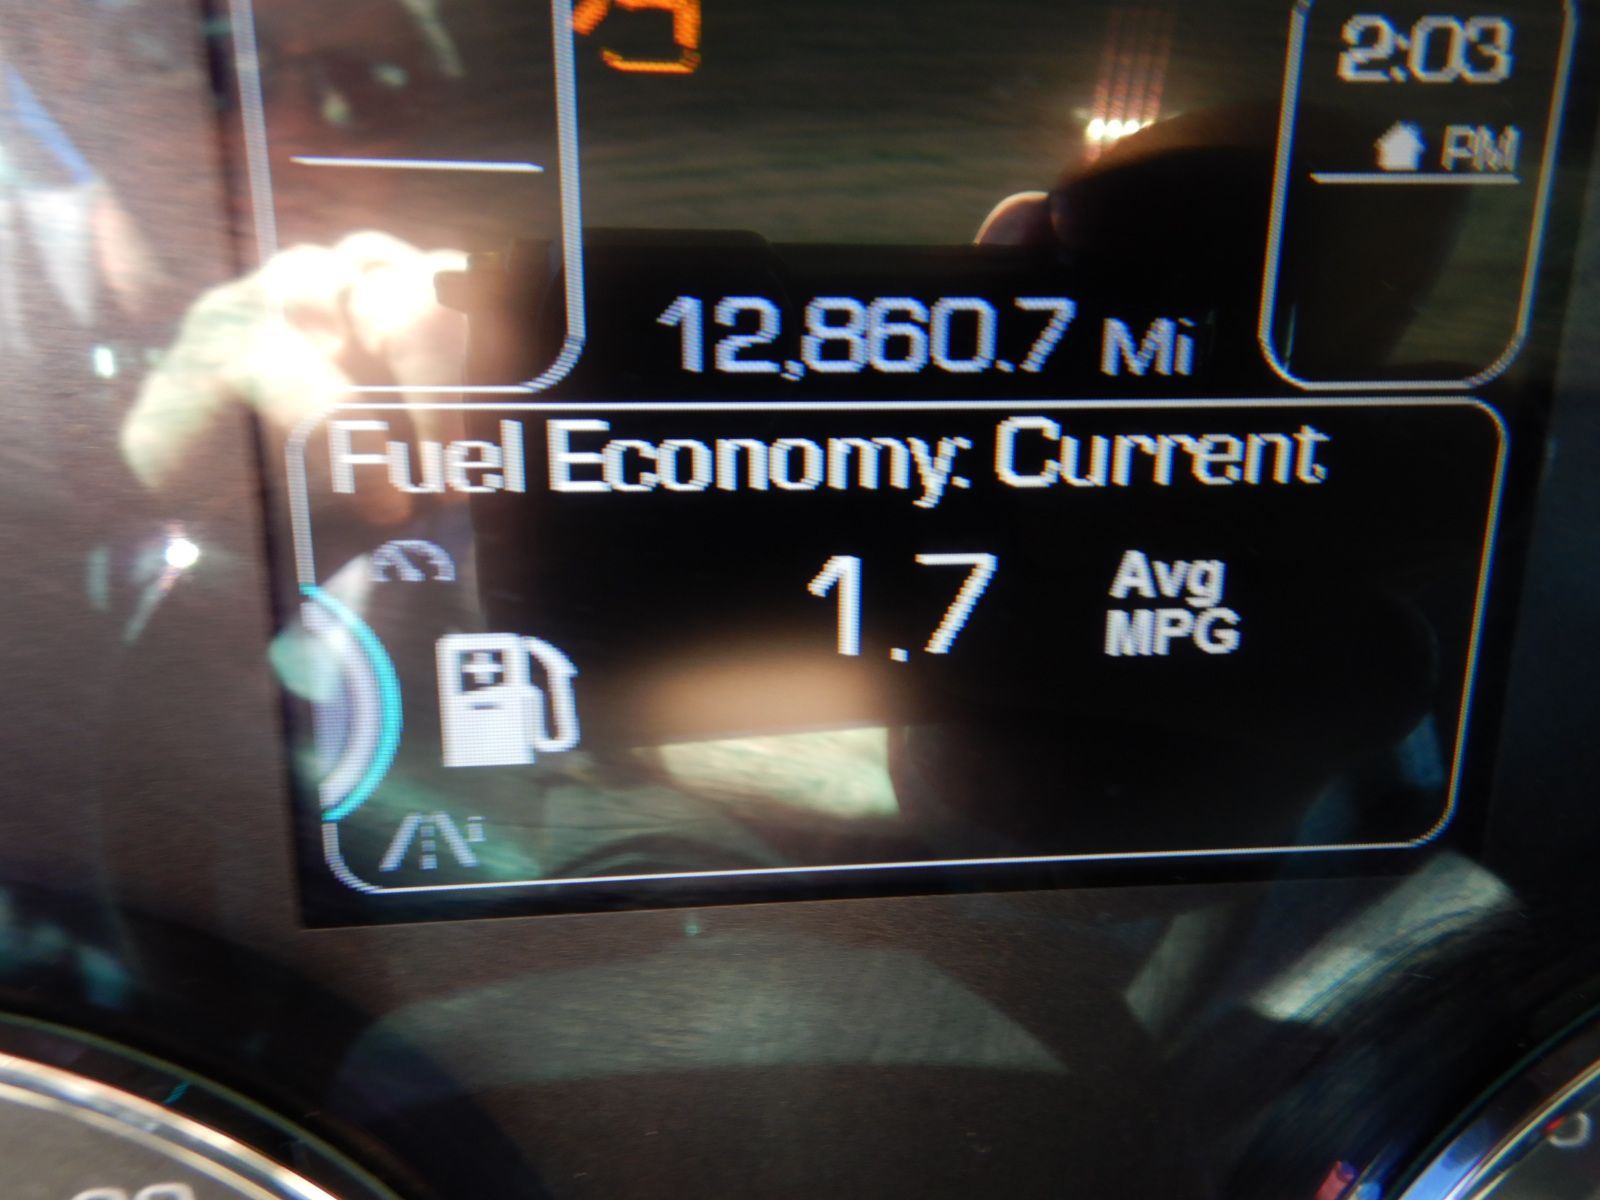 2:03
PM
12,860.7 Mi
Fuel Economy: Current
1.7
Avg
MPG